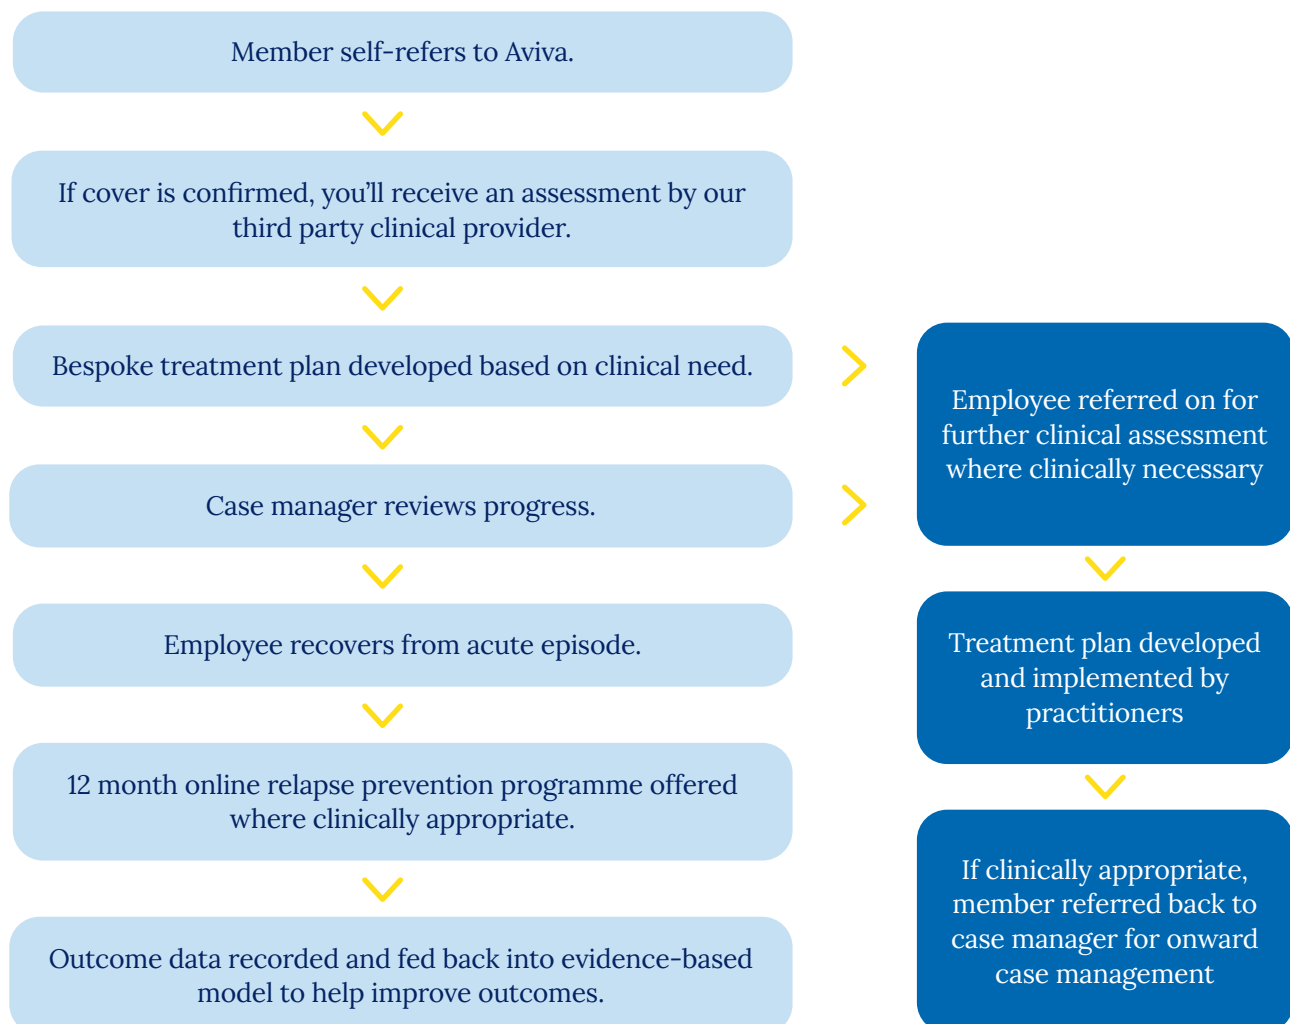 Member self-refers to Aviva.
If cover is confirmed, you’ll receive an assessment by our
third party clinical provider.
Bespoke treatment plan developed based on clinical need.
Case manager reviews progress.
Employee recovers from acute episode.
12 month online relapse prevention programme offered
where clinically appropriate.
Outcome data recorded and fed back into evidence-based
model to help improve outcomes.
Employee referred on for
further clinical assessment
where clinically necessary
Treatment plan developed
and implemented by
practitioners
If clinically appropriate,
member referred back to
case manager for onward
case management